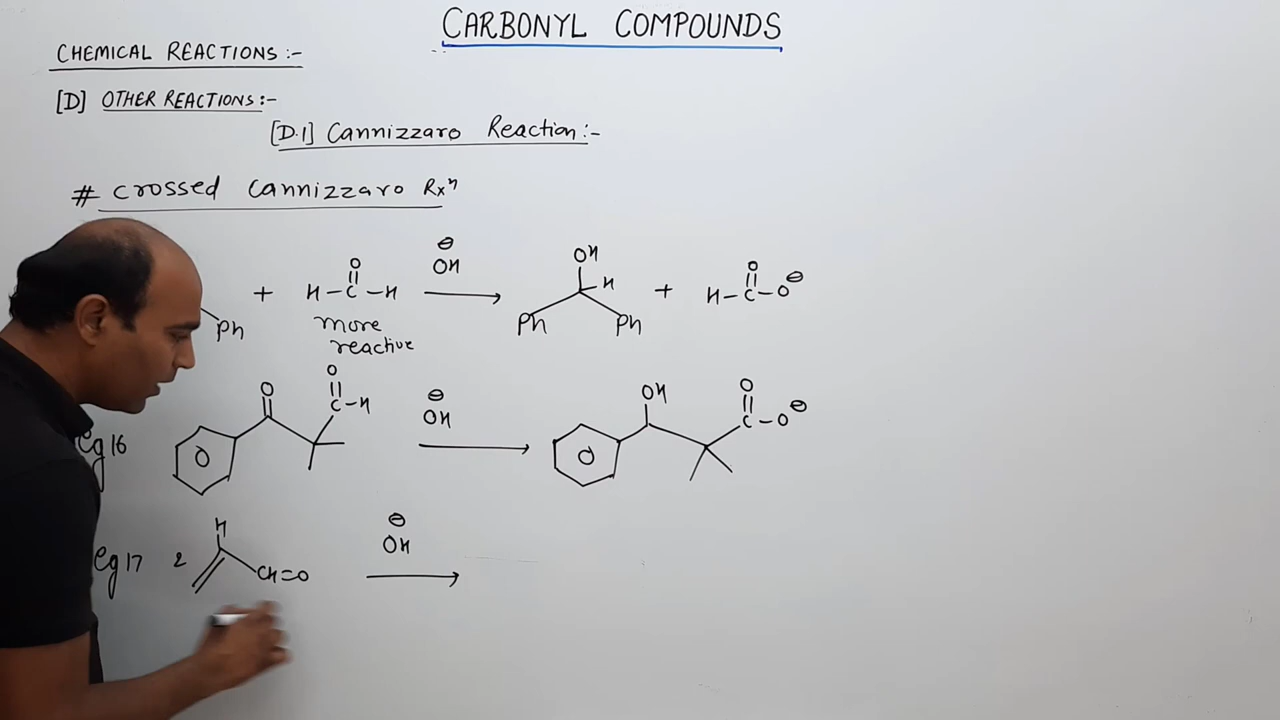 CARBONYL COMPOUNDS
CHEMICAL REACTIONS :-
[D] OTHER REACTIONS :-
[D.1] Cannizzaro Reaction :-
# Crossed Cannizzaro Rxⁿ
Ph + H-C-H O ⊖ OH OH H Ph Ph + H-C-O⊖ O
more
reactive
eg 16 O O C-H ⊖ OH OH O C-O⊖
eg 17 2 H CH=O ⊖ OH